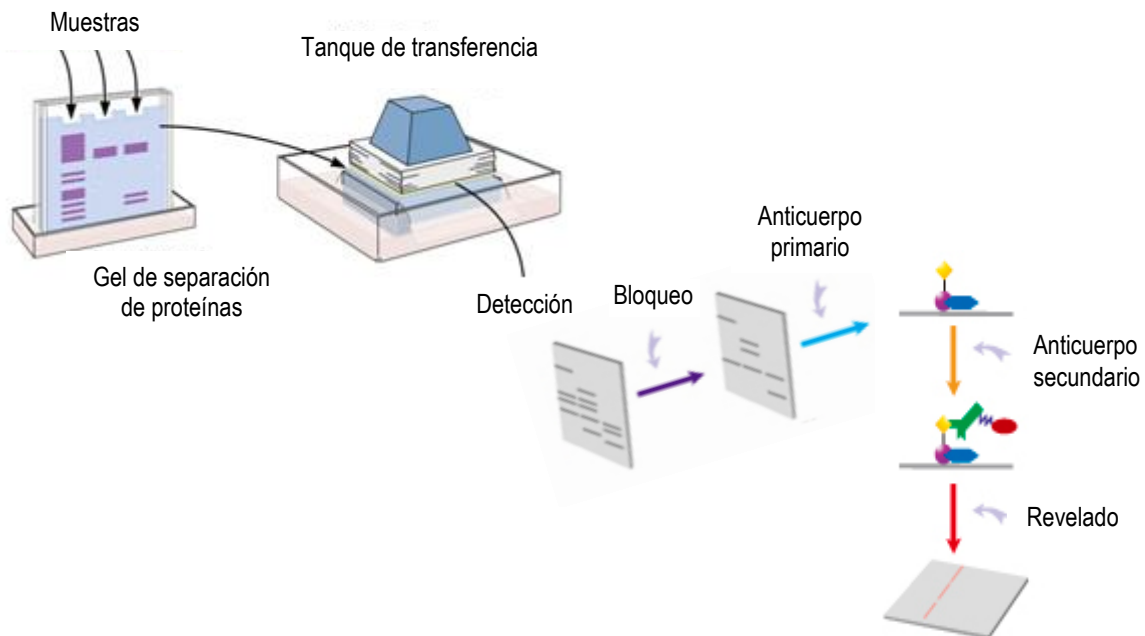 Muestras
Tanque de transferencia
Gel de separación
de proteínas
Detección
Bloqueo
Anticuerpo
primario
Anticuerpo
secundario
Revelado